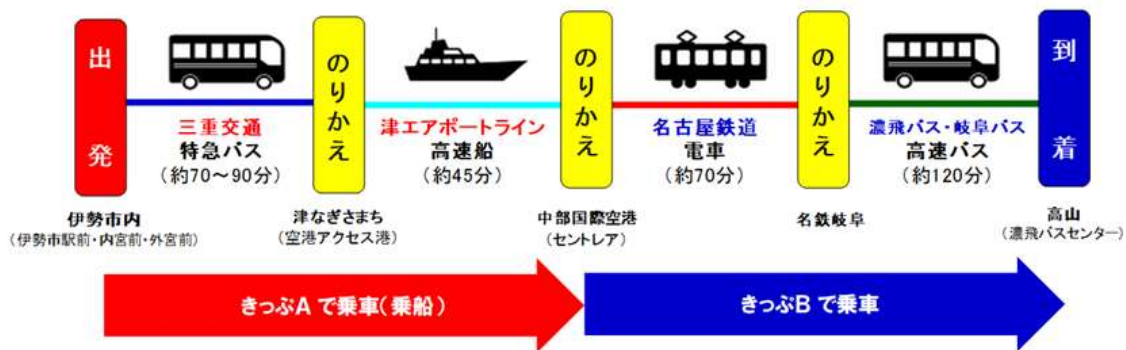 出発
三重交通
特急バス
(約70～90分)
のりかえ
津エアポートライン
高速船
(約45分)
のりかえ
名古屋鉄道
電車
(約70分)
のりかえ
濃飛バス・岐阜バス
高速バス
(約120分)
到着
伊勢市内
(伊勢市駅前・内宮前・外宮前)
津なぎさまち
(空港アクセス港)
中部国際空港
(セントレア)
名鉄岐阜
高山
(濃飛バスセンター)
きっぷA で乗車(乗船)
きっぷB で乗車